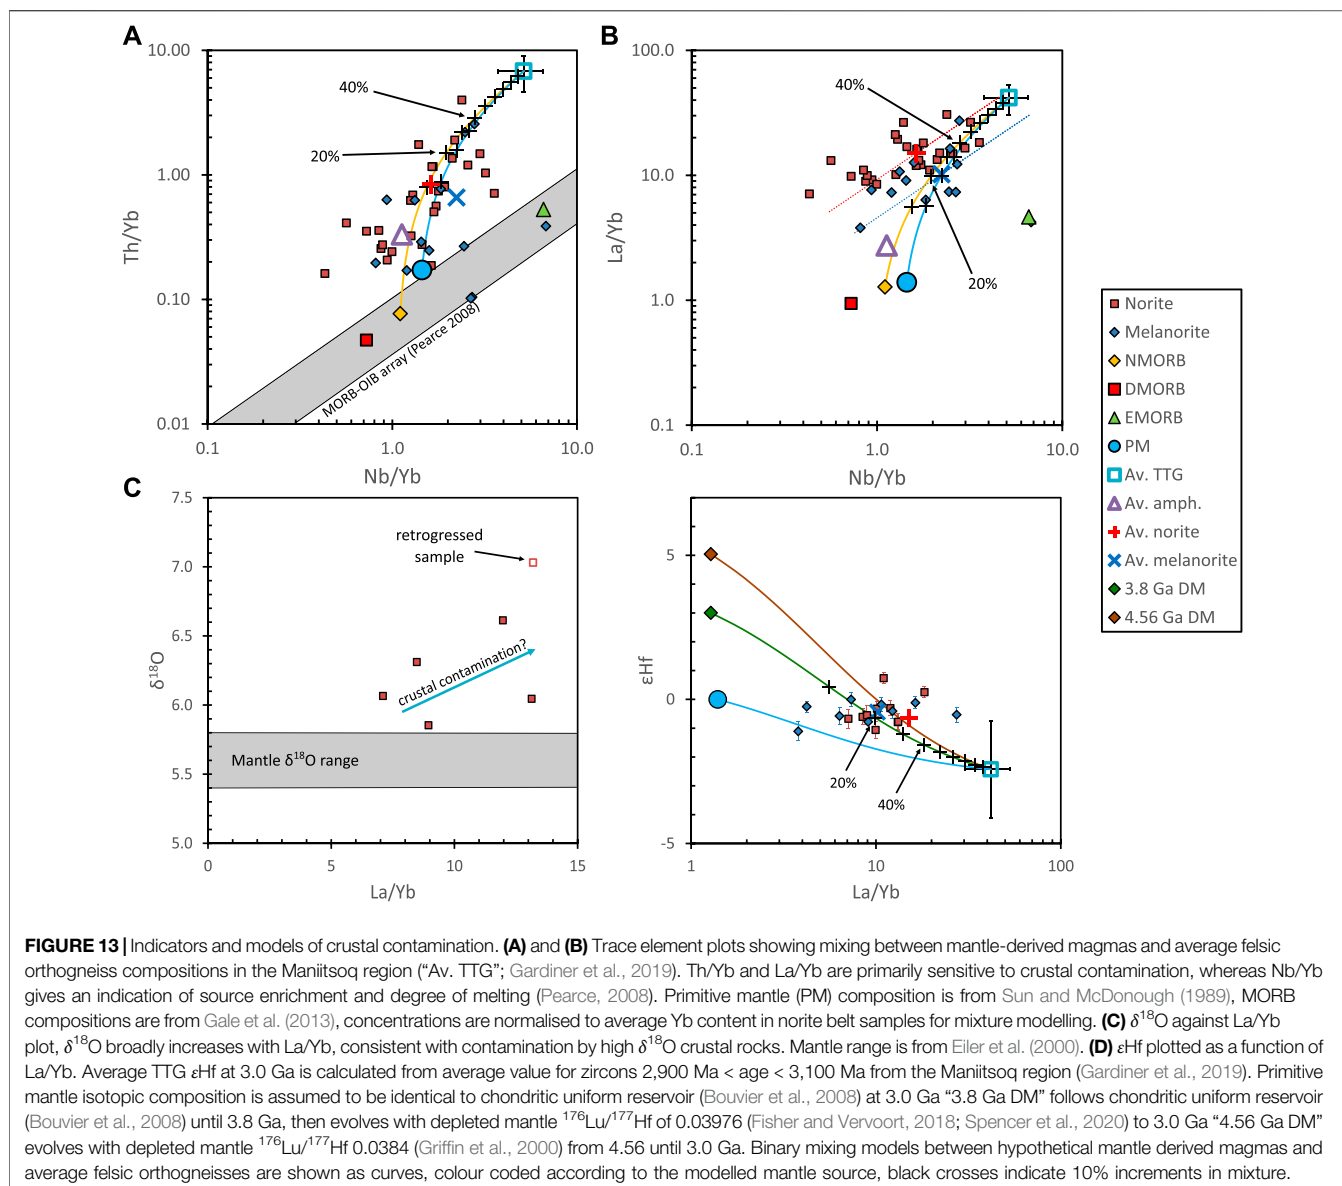 A
10.00
1.00
0.10
0.01
0.1
1.0
10.0
Th/Yb
Nb/Yb
40%
20%
MORB-OIB array (Pearce 2008)
B
100.0
10.0
1.0
0.1
0.1
1.0
10.0
La/Yb
Nb/Yb
40%
20%
Norite
Melanorite
NMORB
DMORB
EMORB
PM
Av. TTG
Av. amph.
Av. norite
Av. melanorite
3.8 Ga DM
4.56 Ga DM
C
7.5
7.0
6.5
6.0
5.5
5.0
0
5
10
15
δ18O
La/Yb
retrogressed
sample
crustal contamination?
Mantle δ18O range
5
0
-5
1
10
100
εHf
La/Yb
20%
40%
FIGURE 13 | Indicators and models of crustal contamination. (A) and (B) Trace element plots showing mixing between mantle-derived magmas and average felsic
orthogneiss compositions in the Maniitsoq region (“Av. TTG”; Gardiner et al., 2019). Th/Yb and La/Yb are primarily sensitive to crustal contamination, whereas Nb/Yb
gives an indication of source enrichment and degree of melting (Pearce, 2008). Primitive mantle (PM) composition is from Sun and McDonough (1989), MORB
compositions are from Gale et al. (2013), concentrations are normalised to average Yb content in norite belt samples for mixture modelling. (C) δ18O against La/Yb
plot, δ18O broadly increases with La/Yb, consistent with contamination by high δ18O crustal rocks. Mantle range is from Eiler et al. (2000). (D) εHf plotted as a function of
La/Yb. Average TTG εHf at 3.0 Ga is calculated from average value for zircons 2,900 Ma < age < 3,100 Ma from the Maniitsoq region (Gardiner et al., 2019). Primitive
mantle isotopic composition is assumed to be identical to chondritic uniform reservoir (Bouvier et al., 2008) at 3.0 Ga “3.8 Ga DM” follows chondritic uniform reservoir
(Bouvier et al., 2008) until 3.8 Ga, then evolves with depleted mantle 176Lu/177Hf of 0.03976 (Fisher and Vervoort, 2018; Spencer et al., 2020) to 3.0 Ga “4.56 Ga DM”
evolves with depleted mantle 176Lu/177Hf 0.0384 (Griffin et al., 2000) from 4.56 until 3.0 Ga. Binary mixing models between hypothetical mantle derived magmas and
average felsic orthogneisses are shown as curves, colour coded according to the modelled mantle source, black crosses indicate 10% increments in mixture.